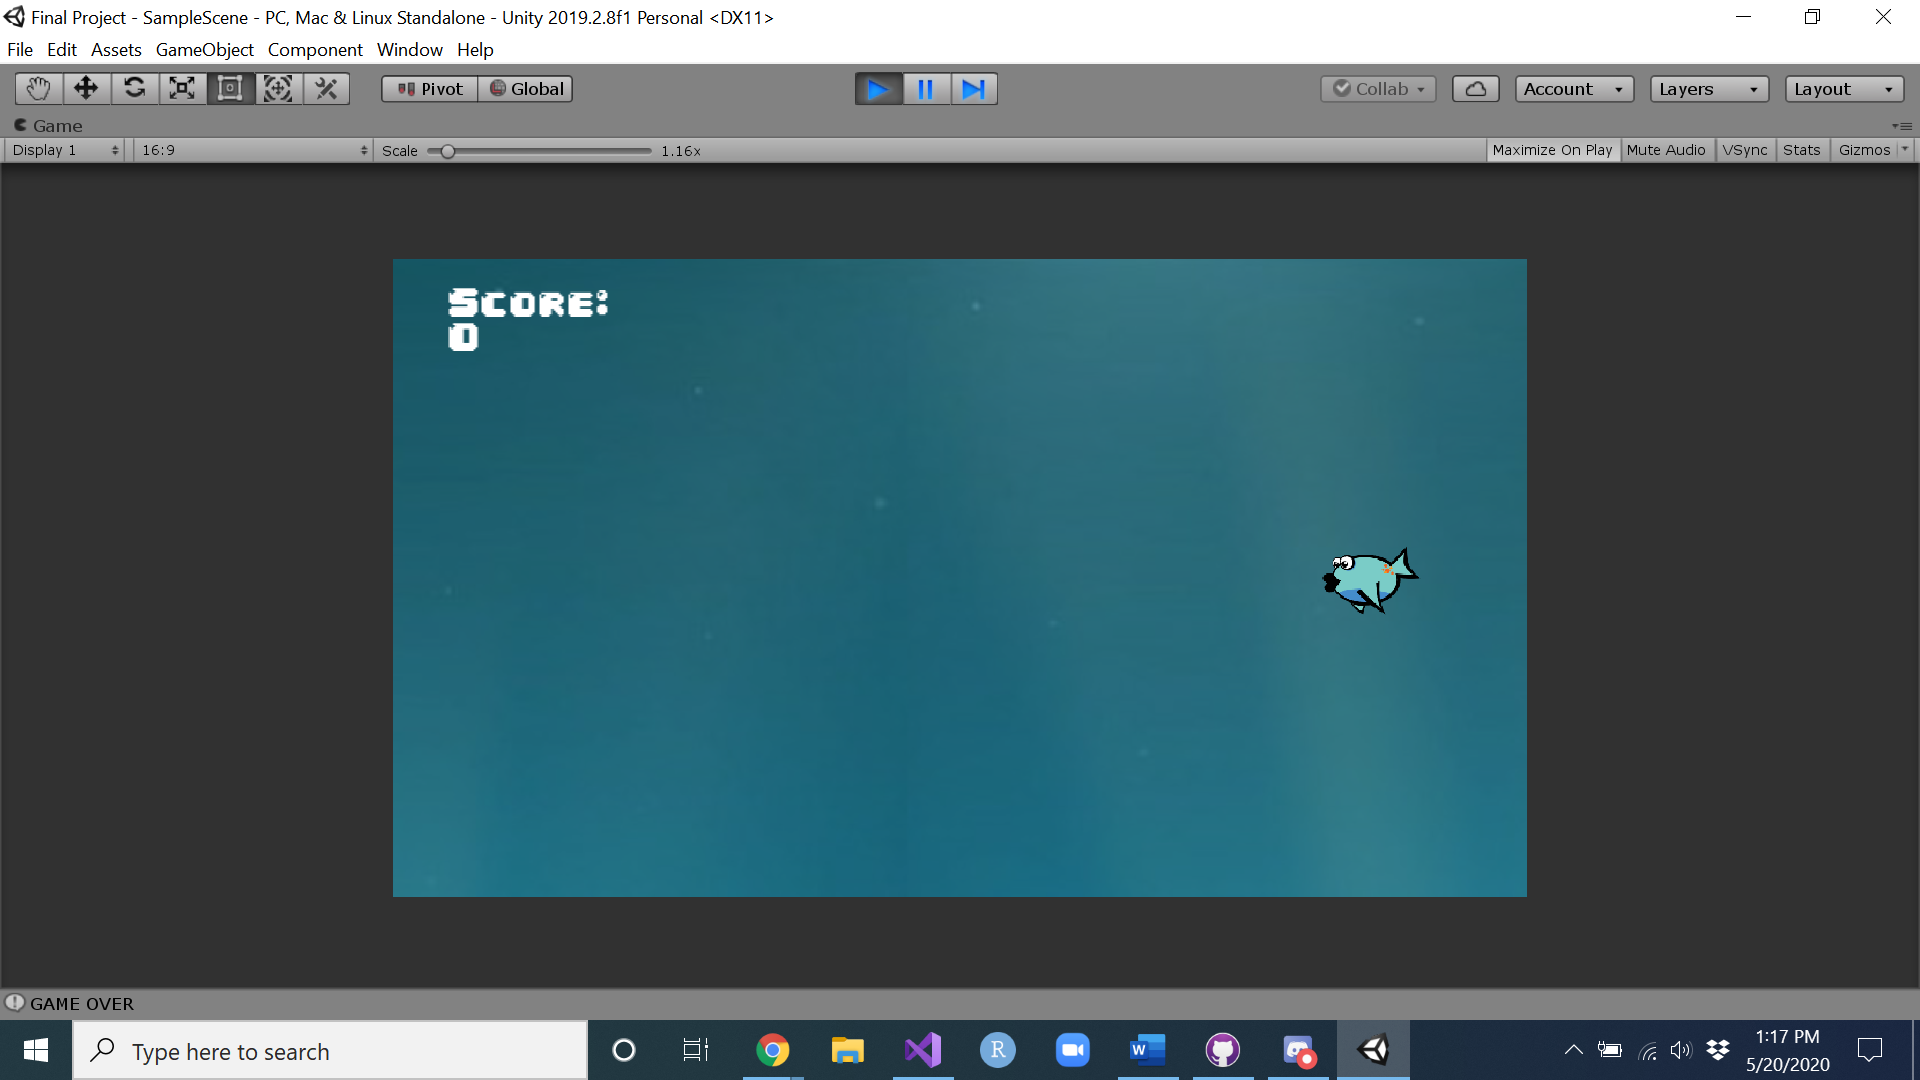 Final Project - SampleScene - PC, Mac & Linux Standalone - Unity 2019.2.8f1 Personal <DX11>
File Edit Assets GameObject Component Window Help
Pivot Global Collab Account Layers Layout
Game
Display 1 16:9 Scale 1.16x Maximize On Play Mute Audio VSync Stats Gizmos
Score:
0
GAME OVER
Type here to search
R
W
1:17 PM
5/20/2020